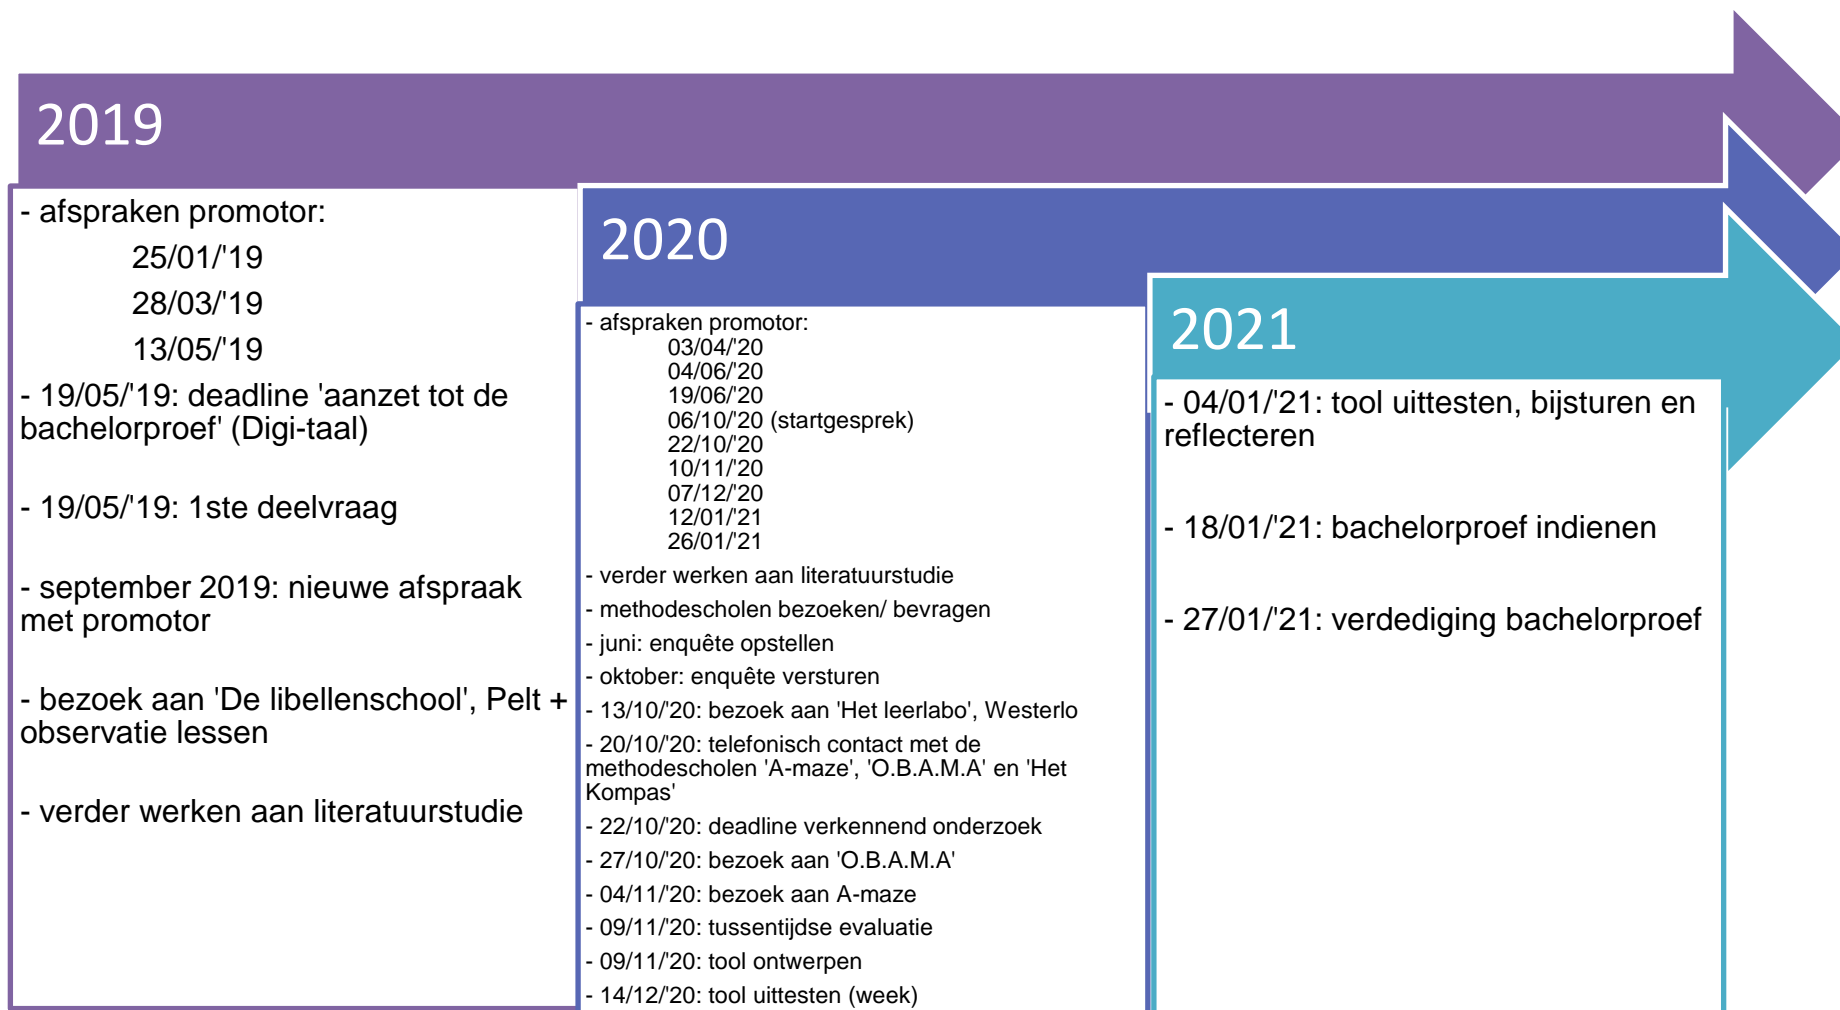 2019
- afspraken promotor:
25/01/'19
28/03/'19
13/05/'19
- 19/05/'19: deadline 'aanzet tot de
bachelorproef' (Digi-taal)
- 19/05/'19: 1ste deelvraag
- september 2019: nieuwe afspraak
met promotor
- bezoek aan 'De libellenschool', Pelt +
observatie lessen
- verder werken aan literatuurstudie
2020
- afspraken promotor:
03/04/'20
04/06/'20
19/06/'20
06/10/'20 (startgesprek)
22/10/'20
10/11/'20
07/12/'20
12/01/'21
26/01/'21
- verder werken aan literatuurstudie
- methodescholen bezoeken/ bevragen
- juni: enquête opstellen
- oktober: enquête versturen
- 13/10/'20: bezoek aan 'Het leerlabo', Westerlo
- 20/10/'20: telefonisch contact met de
methodescholen 'A-maze', 'O.B.A.M.A' en 'Het
Kompas'
- 22/10/'20: deadline verkennend onderzoek
- 27/10/'20: bezoek aan 'O.B.A.M.A'
- 04/11/'20: bezoek aan A-maze
- 09/11/'20: tussentijdse evaluatie
- 09/11/'20: tool ontwerpen
- 14/12/'20: tool uittesten (week)
2021
- 04/01/'21: tool uittesten, bijsturen en
reflecteren
- 18/01/'21: bachelorproef indienen
- 27/01/'21: verdediging bachelorproef